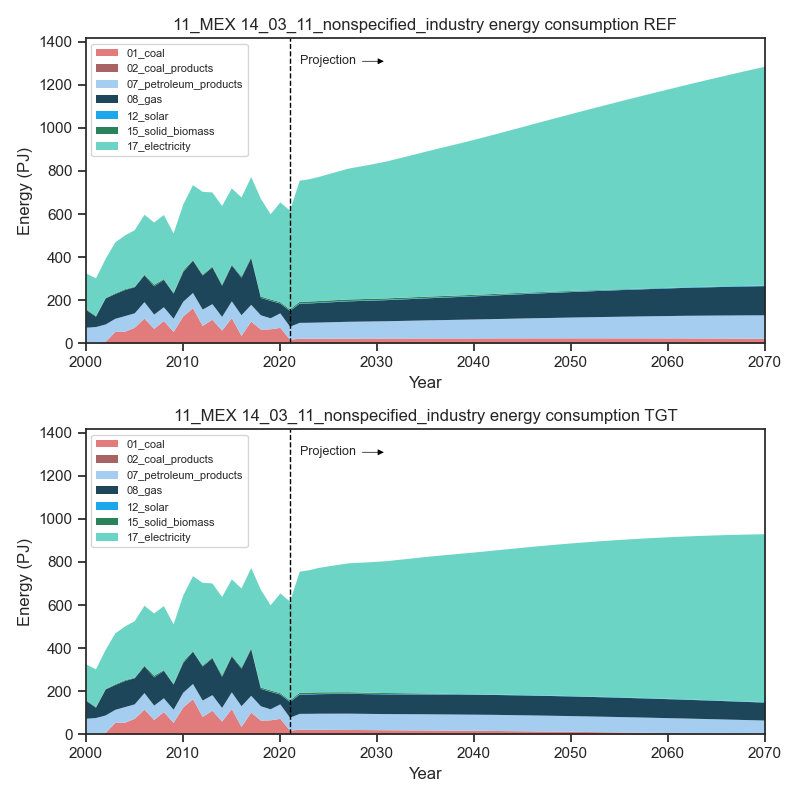 11_MEX 14_03_11_nonspecified_industry energy consumption REF
1400
1200
1000
800
600
400
200
0
Energy (PJ)
01_coal
02_coal_products
07_petroleum_products
08_gas
12_solar
15_solid_biomass
17_electricity
Projection
2000 2010 2020 2030 2040 2050 2060 2070
Year
11_MEX 14_03_11_nonspecified_industry energy consumption TGT
1400
1200
1000
800
600
400
200
0
Energy (PJ)
01_coal
02_coal_products
07_petroleum_products
08_gas
12_solar
15_solid_biomass
17_electricity
Projection
2000 2010 2020 2030 2040 2050 2060 2070
Year